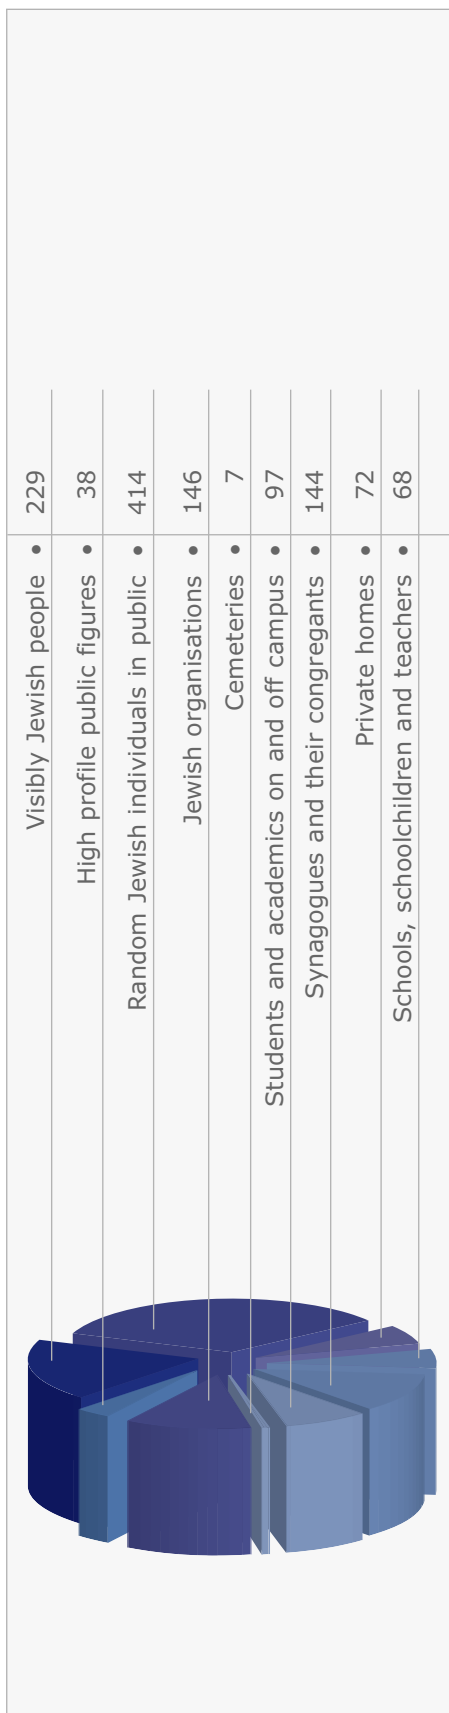 Visibly Jewish people • 229
High profile public figures • 38
Random Jewish individuals in public • 414
Jewish organisations • 146
Cemeteries • 7
Students and academics on and off campus • 97
Synagogues and their congregants • 144
Private homes • 72
Schools, schoolchildren and teachers • 68